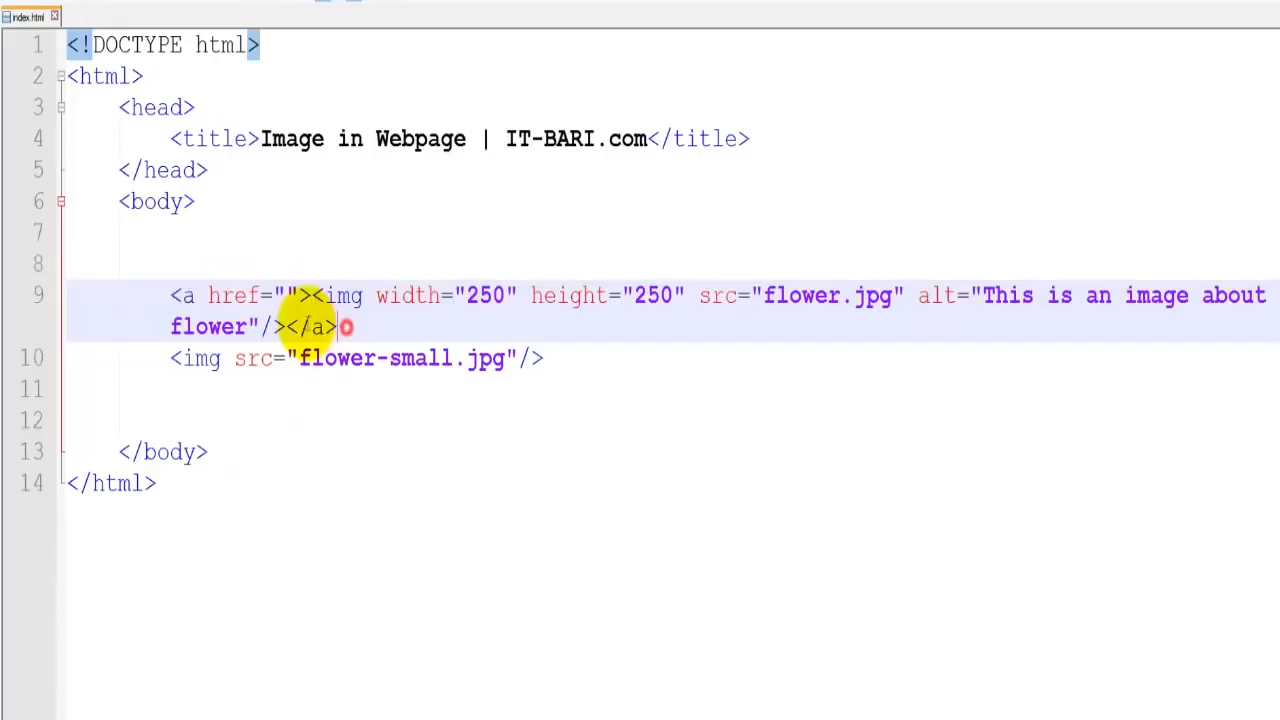 index.html
1 <!DOCTYPE html>
2 <html>
3 <head>
4 <title>Image in Webpage | IT-BARI.com</title>
5 </head>
6 <body>
7
8
9 <a href=""><img width="250" height="250" src="flower.jpg" alt="This is an image about
flower"/></a>
10 <img src="flower-small.jpg"/>
11
12
13 </body>
14 </html>